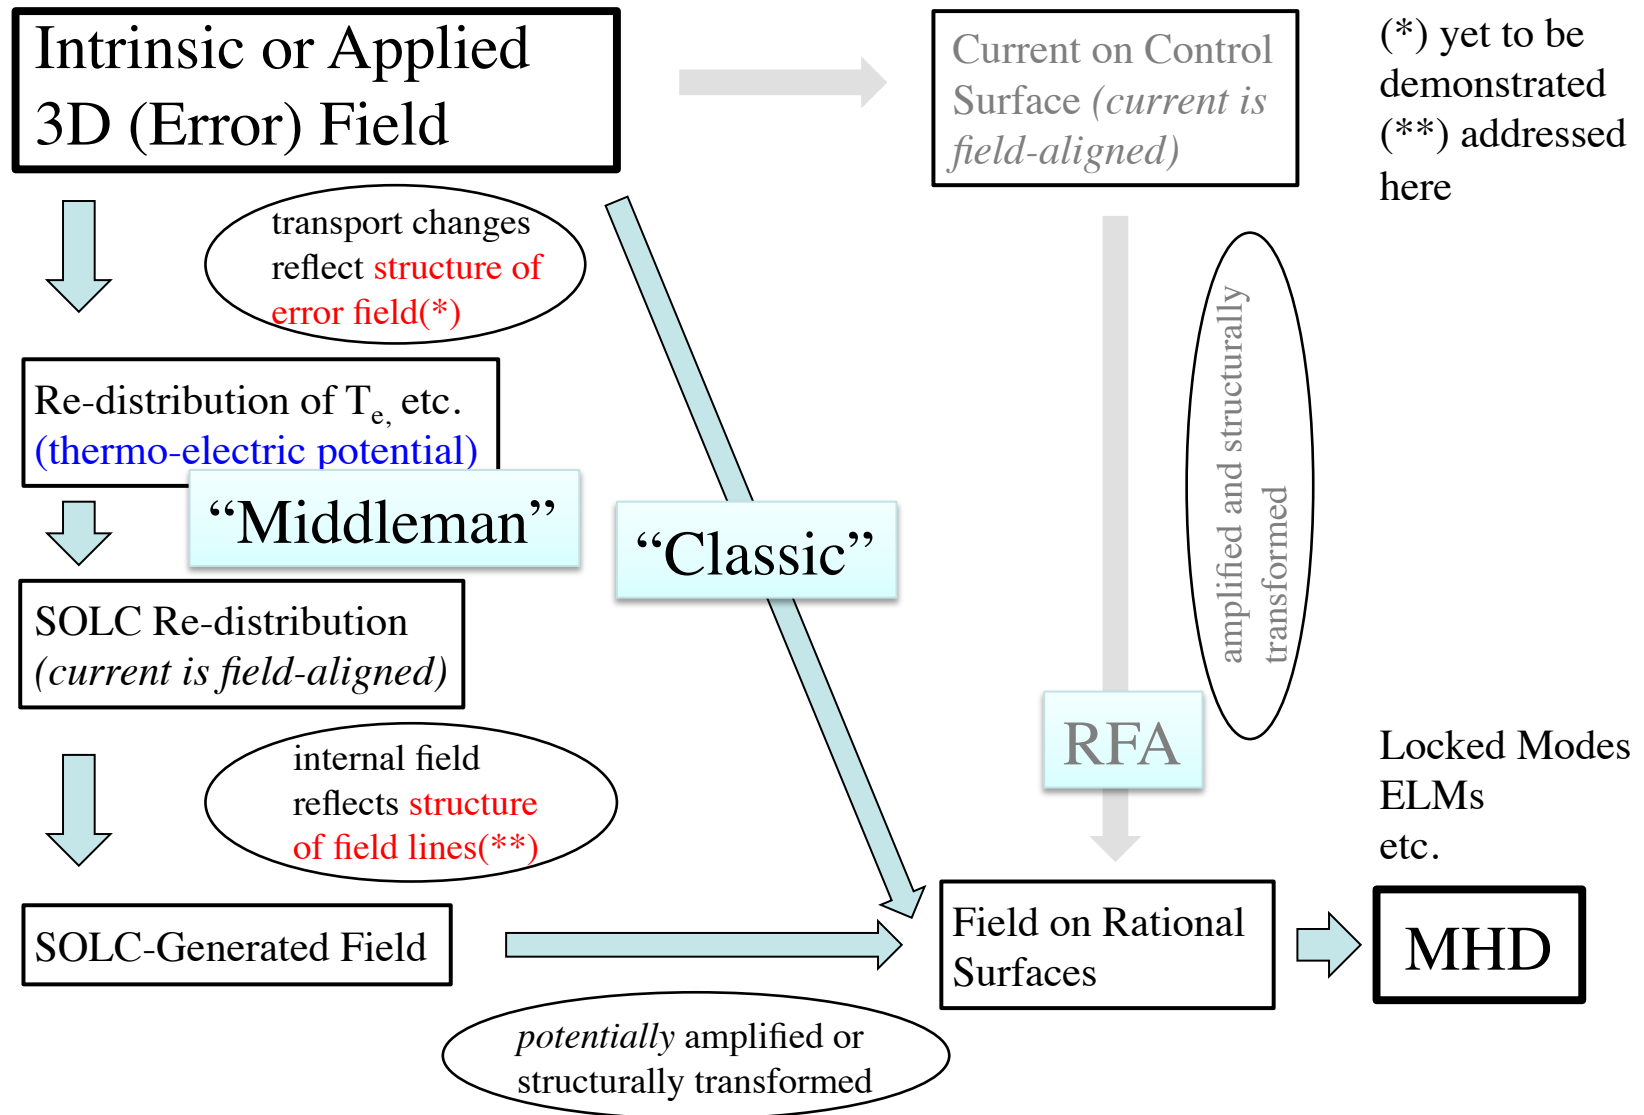 Intrinsic or Applied
3D (Error) Field
Current on Control
Surface (current is
field-aligned)
(*) yet to be
demonstrated
(**) addressed
here
transport changes
reflect structure of
error field(*)
Re-distribution of Te, etc.
(thermo-electric potential)
“Middleman”
“Classic”
amplified and structurally
transformed
SOLC Re-distribution
(current is field-aligned)
RFA
internal field
reflects structure
of field lines(**)
Locked Modes
ELMs
etc.
SOLC-Generated Field
Field on Rational
Surfaces
MHD
potentially amplified or
structurally transformed